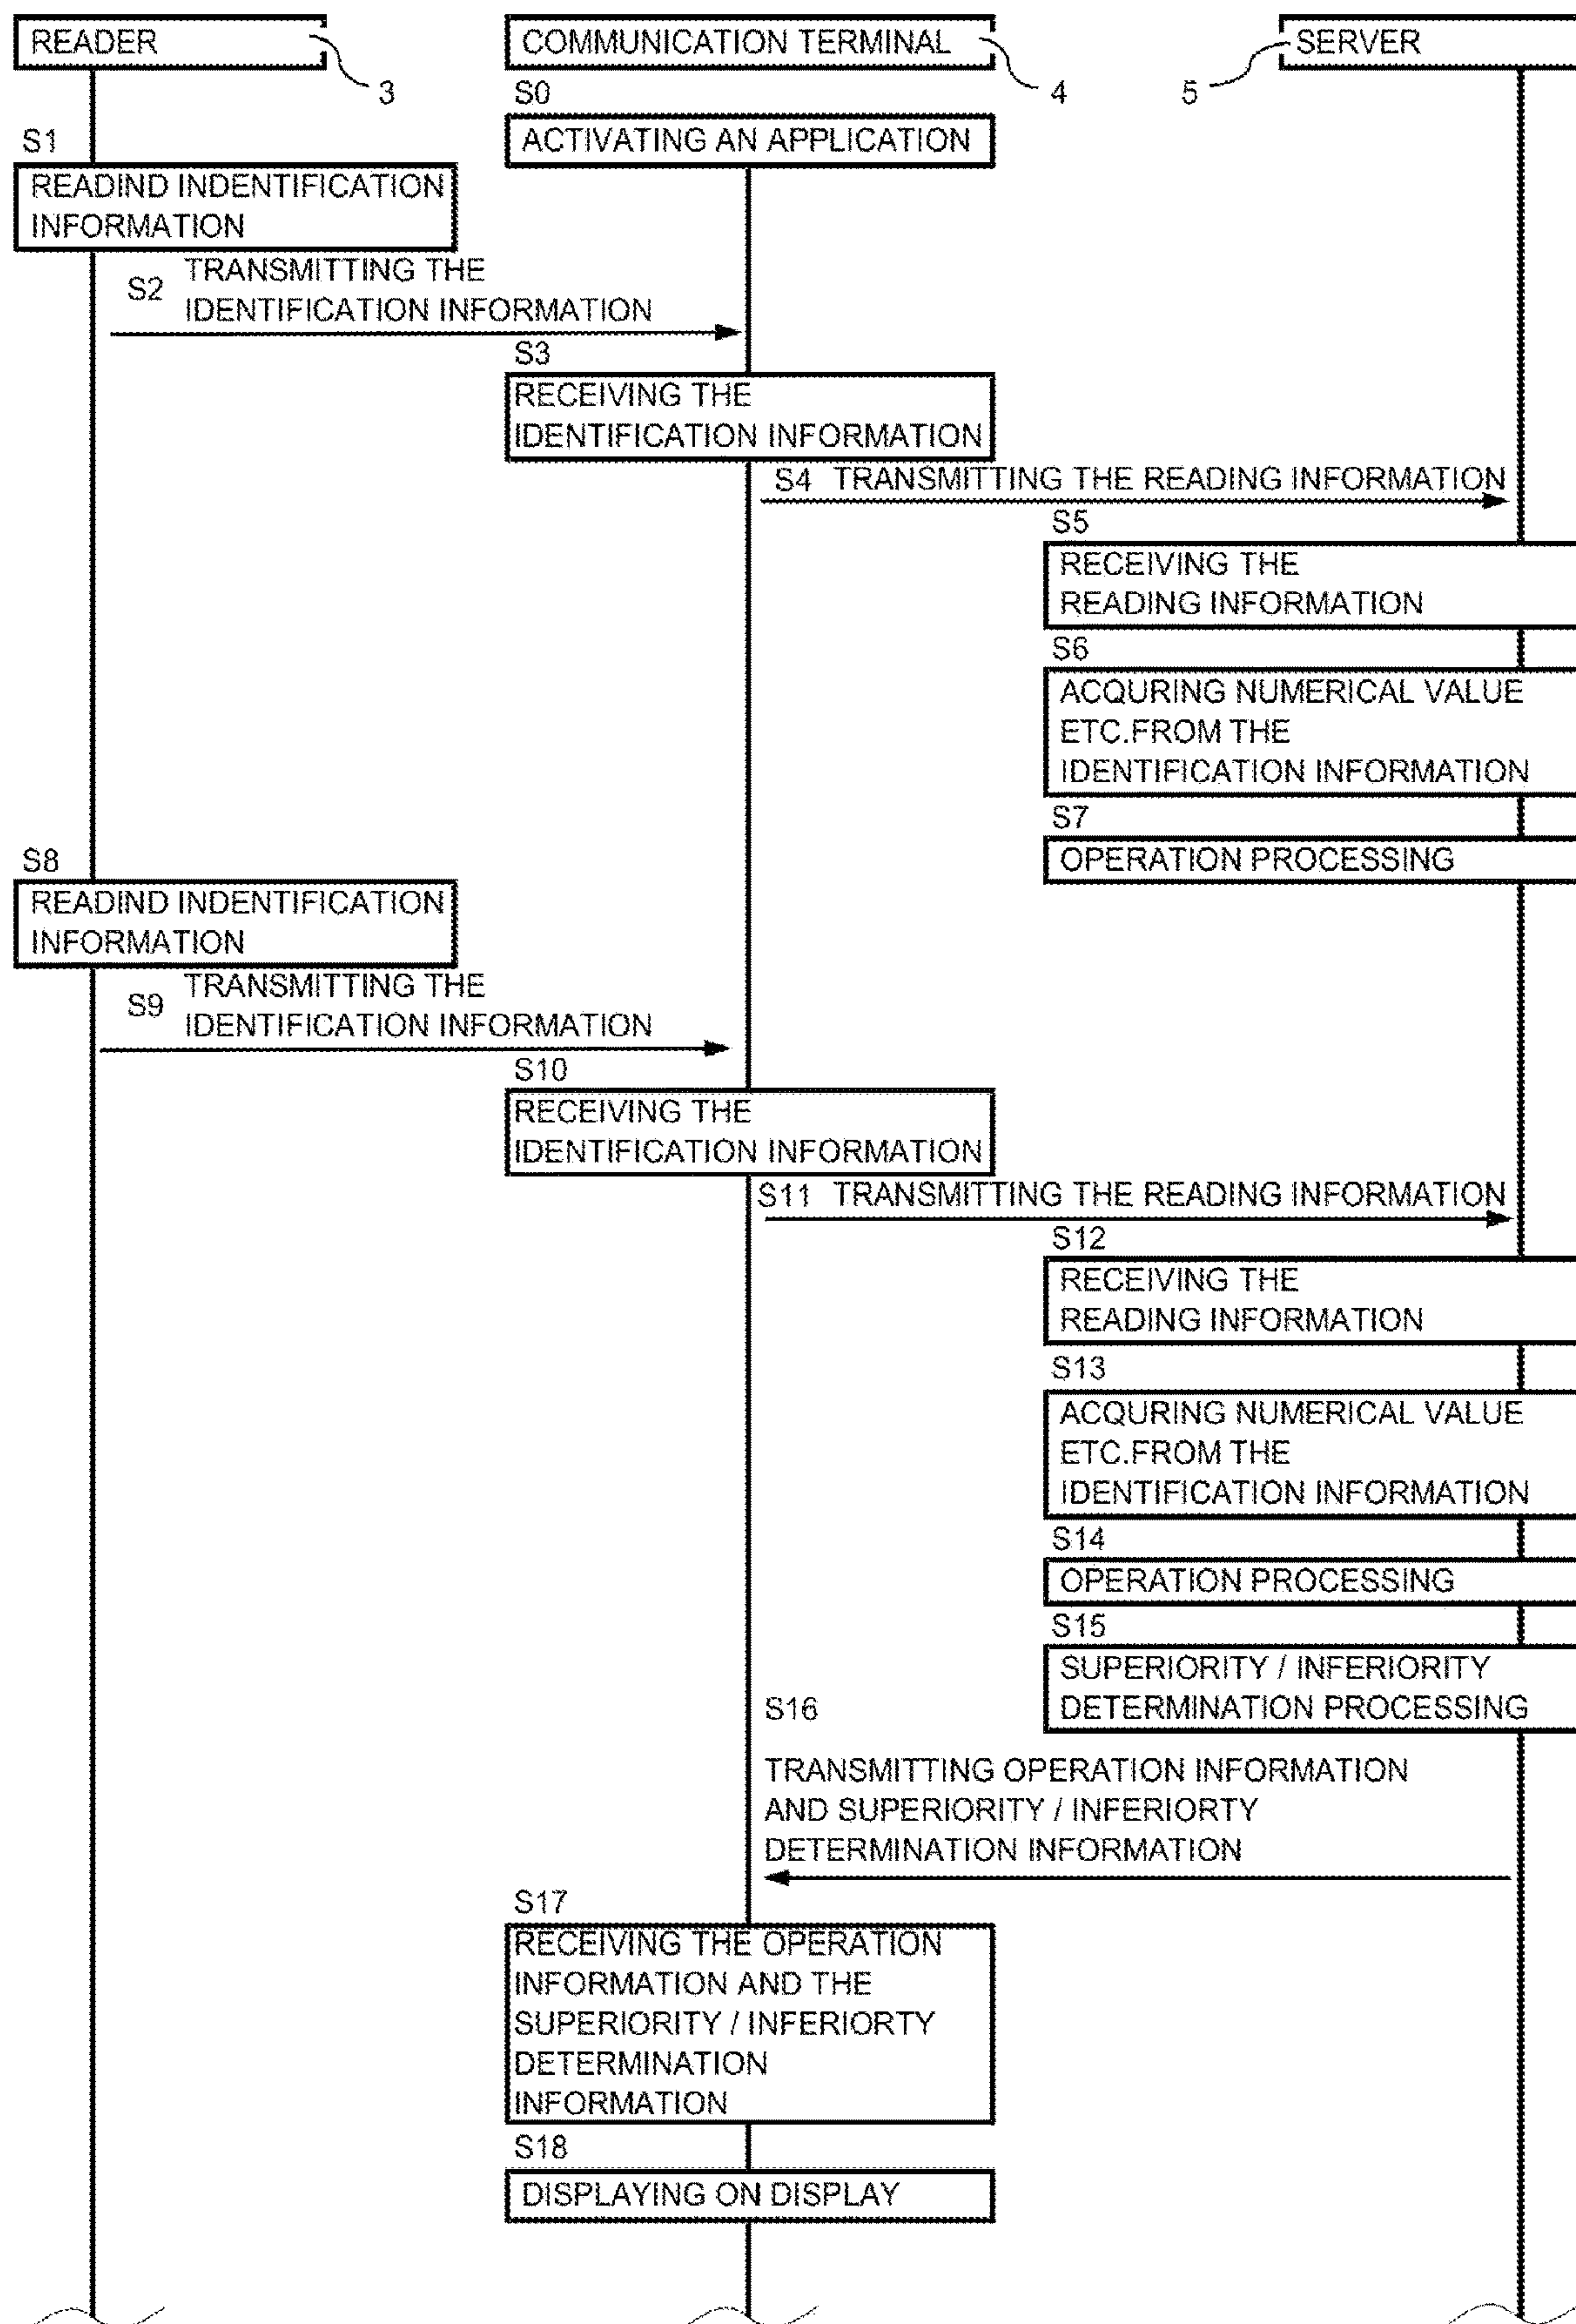 READER
COMMUNICATION TERMINAL
SERVER
3
4
5
S0
ACTIVATING AN APPLICATION
S1
READIND INDENTIFICATION
INFORMATION
S2
TRANSMITTING THE
IDENTIFICATION INFORMATION
S3
RECEIVING THE
IDENTIFICATION INFORMATION
S4 TRANSMITTING THE READING INFORMATION
S5
RECEIVING THE
READING INFORMATION
S6
ACQURING NUMERICAL VALUE
ETC.FROM THE
IDENTIFICATION INFORMATION
S7
OPERATION PROCESSING
S8
READIND INDENTIFICATION
INFORMATION
S9
TRANSMITTING THE
IDENTIFICATION INFORMATION
S10
RECEIVING THE
IDENTIFICATION INFORMATION
S11 TRANSMITTING THE READING INFORMATION
S12
RECEIVING THE
READING INFORMATION
S13
ACQURING NUMERICAL VALUE
ETC.FROM THE
IDENTIFICATION INFORMATION
S14
OPERATION PROCESSING
S15
SUPERIORITY / INFERIORITY
DETERMINATION PROCESSING
S16
TRANSMITTING OPERATION INFORMATION
AND SUPERIORITY / INFERIORTY
DETERMINATION INFORMATION
S17
RECEIVING THE OPERATION
INFORMATION AND THE
SUPERIORITY / INFERIORTY
DETERMINATION
INFORMATION
S18
DISPLAYING ON DISPLAY